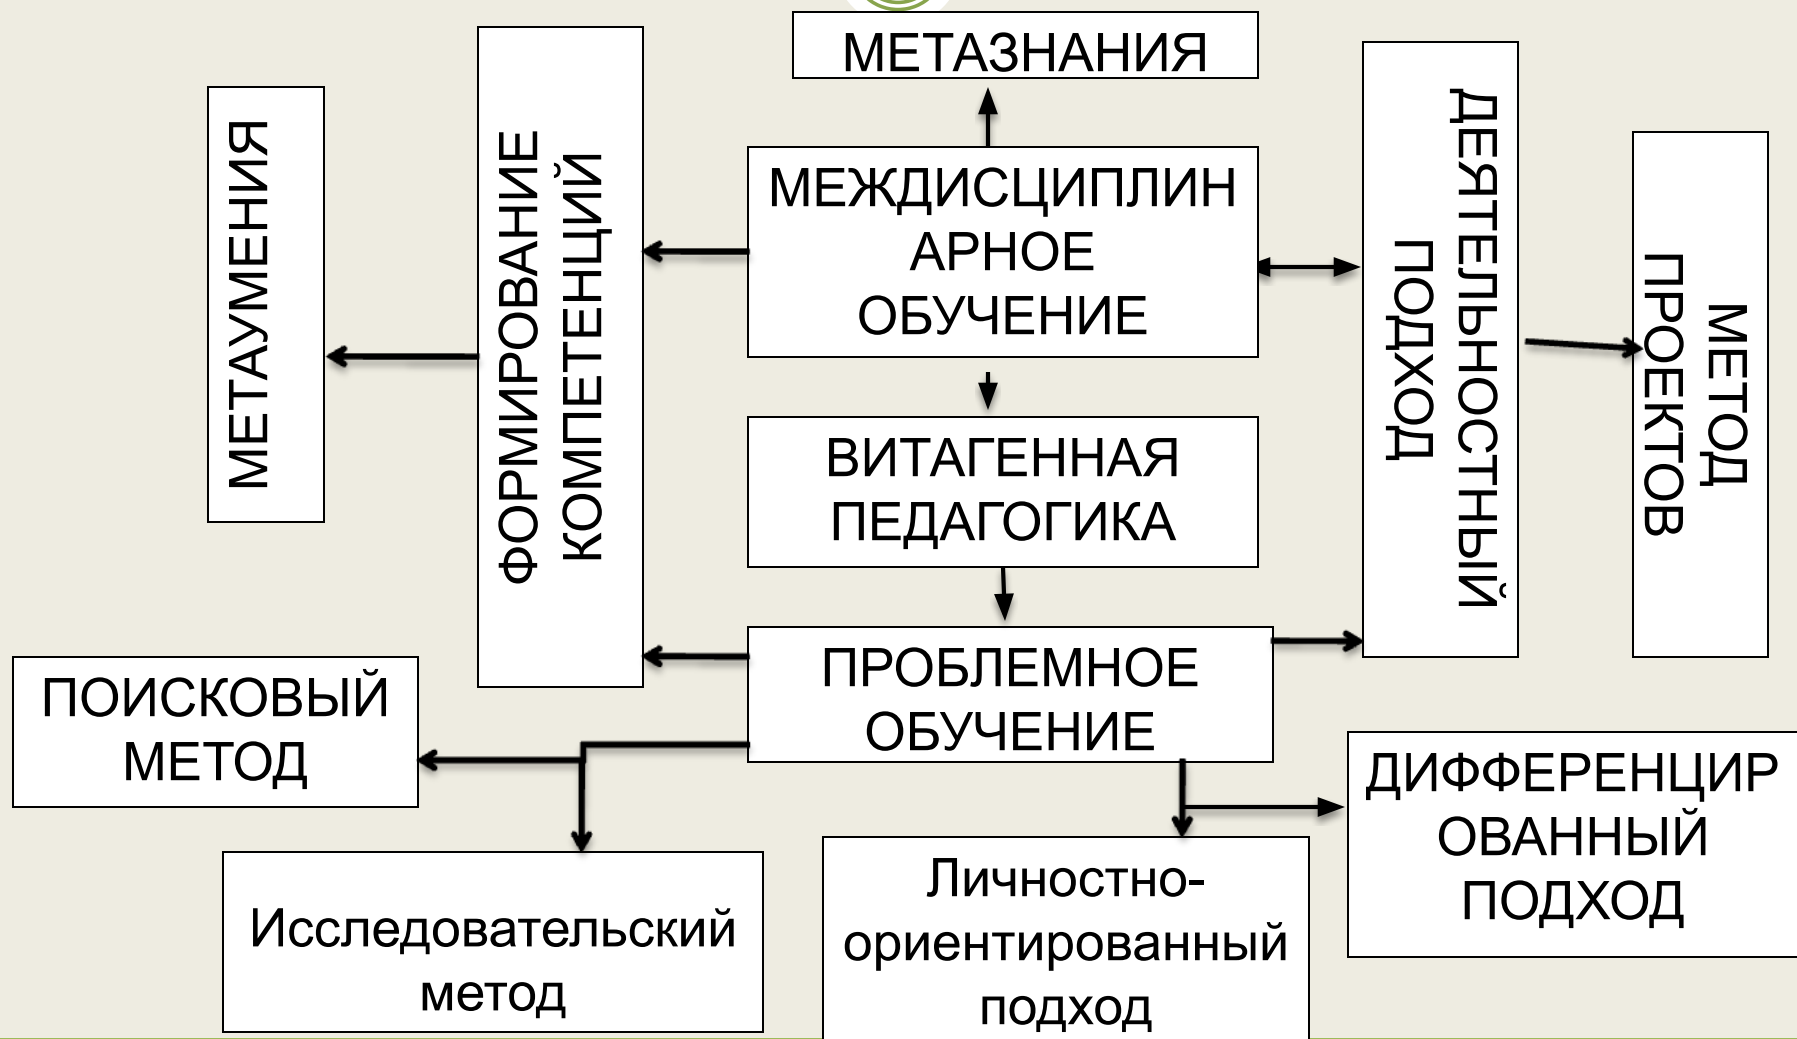 МЕТАЗНАНИЯ
МЕТАУМЕНИЯ
ФОРМИРОВАНИЕ
КОМПЕТЕНЦИЙ
МЕЖДИСЦИПЛИН
АРНОЕ
ОБУЧЕНИЕ
ДЕЯТЕЛЬНОСТНЫЙ
ПОДХОД
МЕТОД
ПРОЕКТОВ
ВИТАГЕННАЯ
ПЕДАГОГИКА
ПРОБЛЕМНОЕ
ОБУЧЕНИЕ
ПОИСКОВЫЙ
МЕТОД
Исследовательский
метод
Личностно-
ориентированный
подход
ДИФФЕРЕНЦИР
ОВАННЫЙ
ПОДХОД